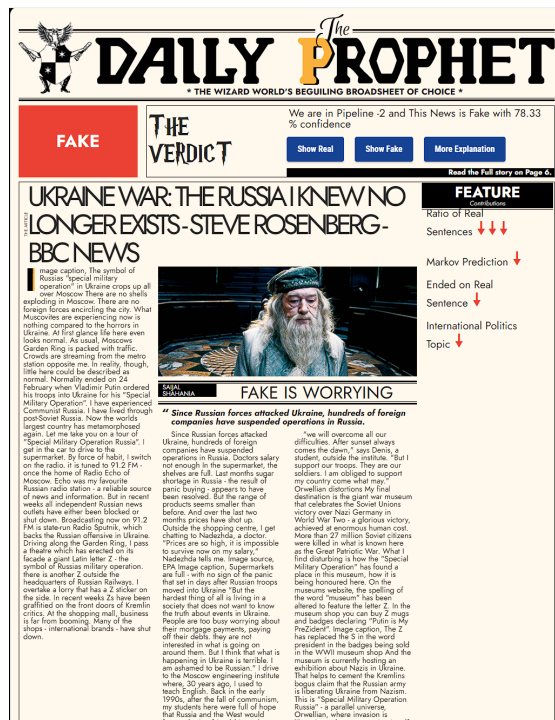 The
DAILY PROPHET
* THE WIZARD WORLD'S BEGUILING BROADSHEET OF CHOICE *
FAKE
THE
VERDICT
We are in Pipeline -2 and This News is Fake with 78.33
% confidence
Show Real
Show Fake
More Explanation
Read the Full story on Page 6.
THE ARTICLE
UKRAINE WAR: THE RUSSIA I KNEW NO
LONGER EXISTS - STEVE ROSENBERG -
BBC NEWS
Image caption, The symbol of
Russias "special military
operation" in Ukraine crops up all
over Moscow There are no shells
exploding in Moscow. There are no
foreign forces encircling the city. What
Muscovites are experiencing now is
nothing compared to the horrors in
Ukraine. At first glance life here even
looks normal. As usual, Moscows
Garden Ring is packed with traffic.
Crowds are streaming from the metro
station opposite me. In reality, though,
little here could be described as
normal. Normality ended on 24
February when Vladimir Putin ordered
his troops into Ukraine for his "Special
Military Operation". I have experienced
Communist Russia. I have lived through
post-Soviet Russia. Now the worlds
largest country has metamorphosed
again. Let me take you on a tour of
"Special Military Operation Russia". I
get in the car to drive to the
supermarket. By force of habit, I switch
on the radio. it is tuned to 91.2 FM -
once the home of Radio Echo of
Moscow. Echo was my favourite
Russian radio station - a reliable source
of news and information. But in recent
weeks all independent Russian news
outlets have either been blocked or
shut down. Broadcasting now on 91.2
FM is state-run Radio Sputnik, which
backs the Russian offensive in Ukraine.
Driving along the Garden Ring, I pass
a theatre which has erected on its
facade a giant Latin letter Z - the
symbol of Russias military operation.
there is another Z outside the
headquarters of Russian Railways. I
overtake a lorry that has a Z sticker on
the side. In recent weeks Zs have been
graffitied on the front doors of Kremlin
critics. At the shopping mall, business
is far from booming. Many of the
shops - international brands - have shut
down.
SAIJAL
SHAHANIA
FAKE IS WORRYING
“ Since Russian forces attacked Ukraine, hundreds of foreign
companies have suspended operations in Russia.
Since Russian forces attacked
Ukraine, hundreds of foreign
companies have suspended
operations in Russia. Doctors salary
not enough In the supermarket, the
shelves are full. Last months sugar
shortage in Russia - the result of
panic buying - appears to have
been resolved. But the range of
products seems smaller than
before. And over the last two
months prices have shot up.
Outside the shopping centre, I get
chatting to Nadezhda, a doctor.
"Prices are so high, it is impossible
to survive now on my salary,"
Nadezhda tells me. Image source,
EPA Image caption, Supermarkets
are full - with no sign of the panic
that set in days after Russian troops
moved into Ukraine "But the
hardest thing of all is living in a
society that does not want to know
the truth about events in Ukraine.
People are too busy worrying about
their mortgage payments, paying
off their debts. they are not
interested in what is going on
around them. But I think that what is
happening in Ukraine is terrible. I
am ashamed to be Russian." I drive
to the Moscow engineering institute
where, 30 years ago, I used to
teach English. Back in the early
1990s, after the fall of communism,
my students here were full of hope
that Russia and the West would
"we will overcome all our
difficulties. After sunset always
comes the dawn," says Denis, a
student, outside the institute. "But I
support our troops. They are our
soldiers. I am obliged to support
my country come what may."
Orwellian distortions My final
destination is the giant war museum
that celebrates the Soviet Unions
victory over Nazi Germany in
World War Two - a glorious victory,
achieved at enormous human cost.
More than 27 million Soviet citizens
were killed in what is known here
as the Great Patriotic War. What I
find disturbing is how the "Special
Military Operation" has found a
place in this museum, how it is
being honoured here. On the
museums website, the spelling of
the word "museum" has been
altered to feature the letter Z. In the
museum shop you can buy Z mugs
and badges declaring "Putin is My
PreZident". Image caption, The Z
has replaced the S in the word
president in the badges being sold
in the WWII museum shop And the
museum is currently hosting an
exhibition about Nazis in Ukraine.
That helps to cement the Kremlins
bogus claim that the Russian army
is liberating Ukraine from Nazism.
This is "Special Military Operation
Russia" - a parallel universe,
Orwellian, where invasion is
FEATURE
Contributions
Ratio of Real
Sentences
Markov Prediction
Ended on Real
Sentence
International Politics
Topic